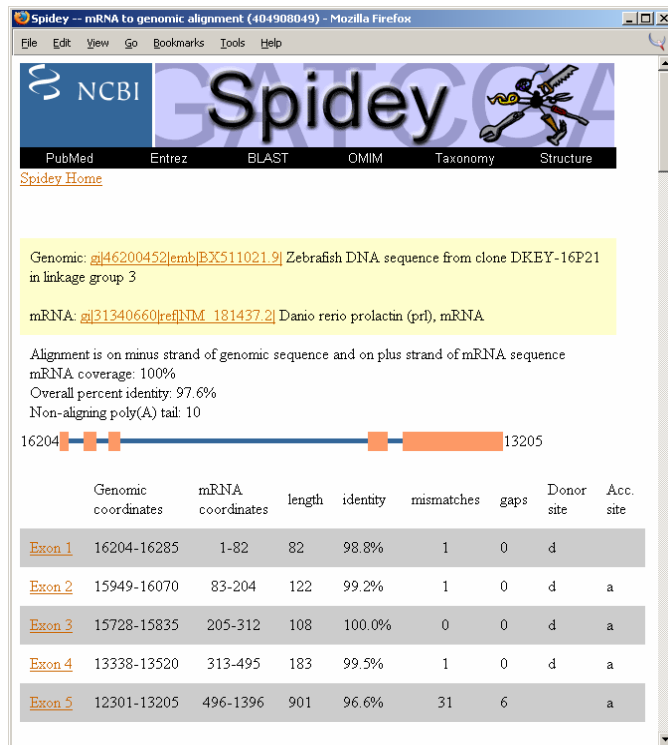 Spidey -- mRNA to genomic alignment (404908049) - Mozilla Firefox
File Edit View Go Bookmarks Tools Help
NCBI
GATCCA
Spidey
PubMed Entrez BLAST OMIM Taxonomy Structure
Spidey Home
Genomic: gi|46200452|emb|BX511021.9| Zebrafish DNA sequence from clone DKEY-16P21
in linkage group 3
mRNA: gi|31340660|ref|NM_181437.2| Danio rerio prolactin (prl), mRNA
Alignment is on minus strand of genomic sequence and on plus strand of mRNA sequence
mRNA coverage: 100%
Overall percent identity: 97.6%
Non-aligning poly(A) tail: 10
16204 13205
Genomic coordinates mRNA coordinates length identity mismatches gaps Donor site Acc. site
Exon 1 16204-16285 1-82 82 98.8% 1 0 d
Exon 2 15949-16070 83-204 122 99.2% 1 0 d a
Exon 3 15728-15835 205-312 108 100.0% 0 0 d a
Exon 4 13338-13520 313-495 183 99.5% 1 0 d a
Exon 5 12301-13205 496-1396 901 96.6% 31 6 a